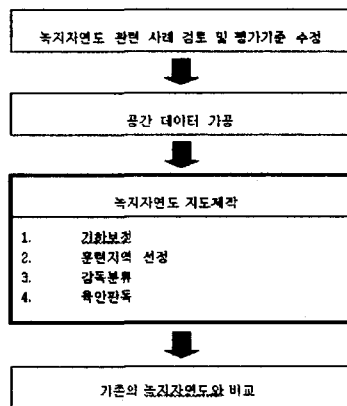 녹지자연도 관련 사례 검토 및 평가기준 수정
공간 데이터 가공
녹지자연도 지도제작
1. 기하보정
2. 훈련지역 선정
3. 감독분류
4. 육안판독
기존의 녹지자연도와 비교